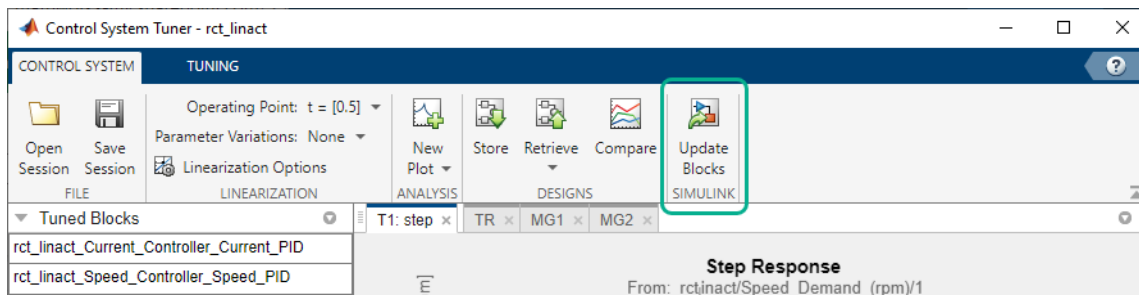 Control System Tuner - rct_linact
CONTROL SYSTEM
TUNING
?
Operating Point: t = [0.5]
Parameter Variations: None
Linearization Options
Open
Session
Save
Session
New
Plot
Store
Retrieve
Compare
Update
Blocks
FILE
LINEARIZATION
ANALYSIS
DESIGNS
SIMULINK
Tuned Blocks
T1: step
TR
MG1
MG2
rct_linact_Current_Controller_Current_PID
rct_linact_Speed_Controller_Speed_PID
Step Response
From: rct_linact/Speed Demand (rpm)/1